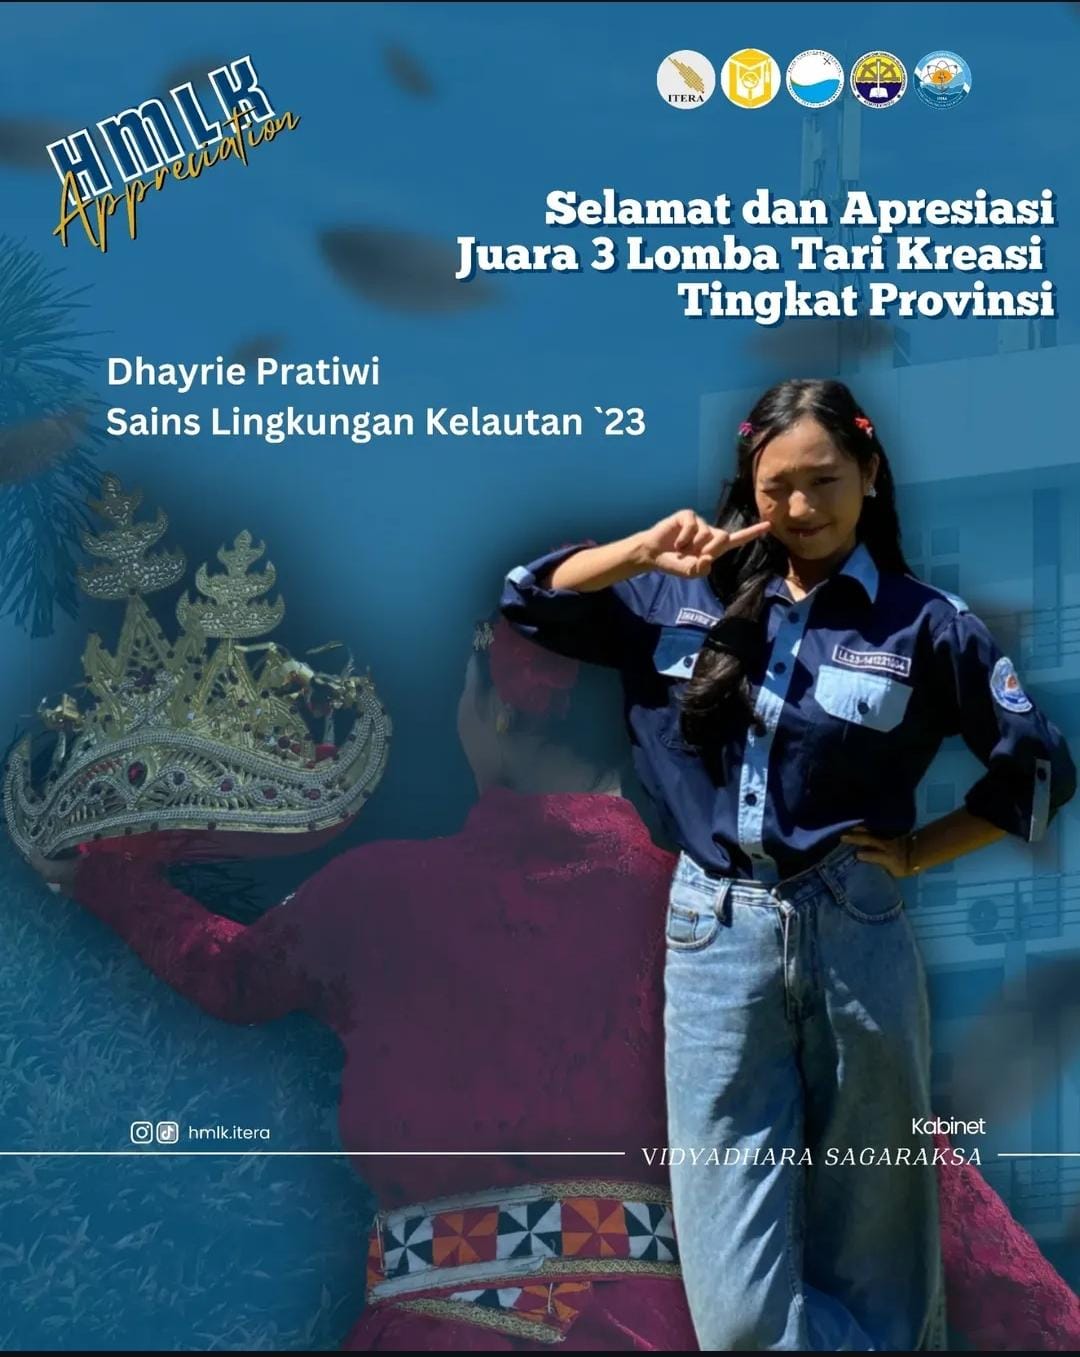 HMLK
Appreciation
ITERA
Selamat dan Apresiasi
Juara 3 Lomba Tari Kreasi
Tingkat Provinsi
Dhayrie Pratiwi
Sains Lingkungan Kelautan `23
hmlk.itera
Kabinet
VIDYADHARA SAGARAKSA